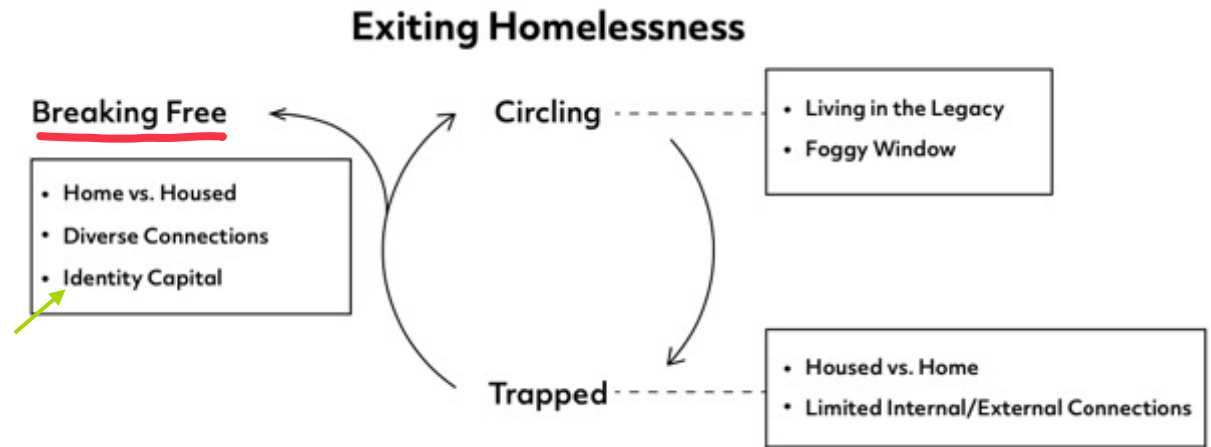 Exiting Homelessness
Breaking Free
• Home vs. Housed
• Diverse Connections
• Identity Capital
Circling
• Living in the Legacy
• Foggy Window
Trapped
• Housed vs. Home
• Limited Internal/External Connections